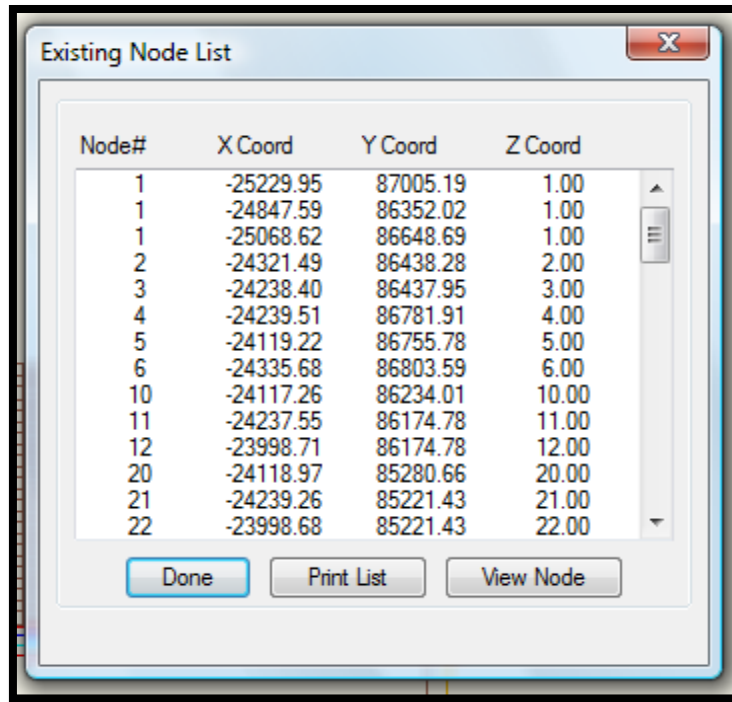 Existing Node List
Node# X Coord Y Coord Z Coord
1 -25229.95 87005.19 1.00
1 -24847.59 86352.02 1.00
1 -25068.62 86648.69 1.00
2 -24321.49 86438.28 2.00
3 -24238.40 86437.95 3.00
4 -24239.51 86781.91 4.00
5 -24119.22 86755.78 5.00
6 -24335.68 86803.59 6.00
10 -24117.26 86234.01 10.00
11 -24237.55 86174.78 11.00
12 -23998.71 86174.78 12.00
20 -24118.97 85280.66 20.00
21 -24239.26 85221.43 21.00
22 -23998.68 85221.43 22.00
Done Print List View Node